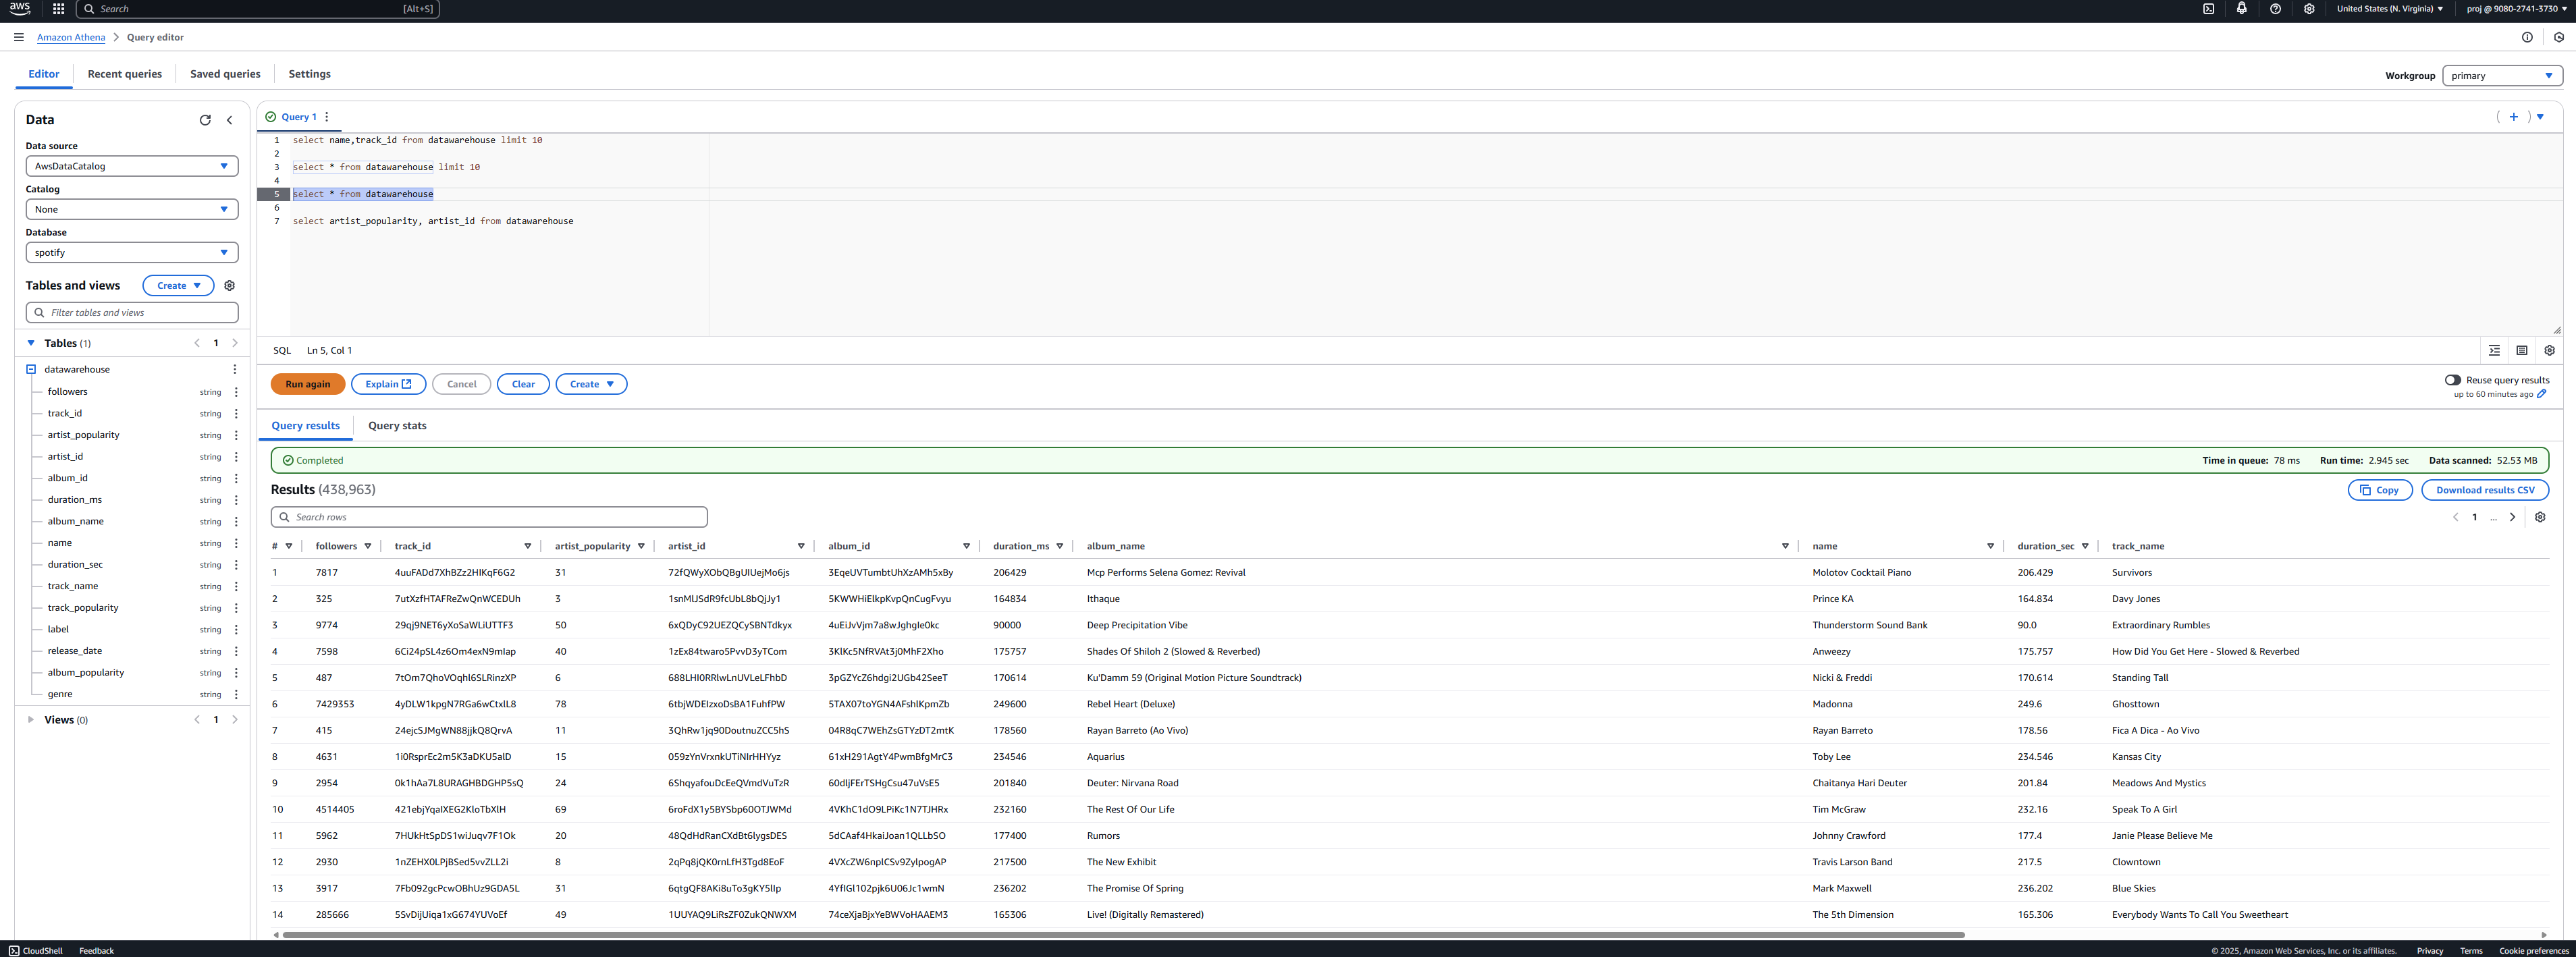 aws Search [Alt+S] United States (N. Virginia) proj @ 9080-2741-3730
Amazon Athena > Query editor
Editor Recent queries Saved queries Settings Workgroup primary
Data
Data source
AwsDataCatalog
Catalog
None
Database
spotify
Tables and views Create
Filter tables and views
Tables (1) 1
datawarehouse
followers string
track_id string
artist_popularity string
artist_id string
album_id string
duration_ms string
album_name string
name string
duration_sec string
track_name string
track_popularity string
label string
release_date string
album_popularity string
genre string
Views (0) 1
Query 1
1 select name,track_id from datawarehouse limit 10
2
3 select * from datawarehouse limit 10
4
5 select * from datawarehouse
6
7 select artist_popularity, artist_id from datawarehouse
SQL Ln 5, Col 1
Run again Explain Cancel Clear Create Reuse query results
up to 60 minutes ago
Query results Query stats
Completed Time in queue: 78 ms Run time: 2.945 sec Data scanned: 52.53 MB
Results (438,963) Copy Download results CSV
Search rows 1 ...
# followers track_id artist_popularity artist_id album_id duration_ms album_name name duration_sec track_name
1 7817 4uuFADd7XhBZz2HIKqF6G2 31 72fQWyXObQBgUIUejMo6js 3EqeUVTumbtUhXzAMh5xBy 206429 Mcp Performs Selena Gomez: Revival Molotov Cocktail Piano 206.429 Survivors
2 325 7utXzfHTAFReZwQnWCEDUh 3 1snMlJSdR9fcUbL8bQjJy1 5KWWHiElkpKvpQnCugFvyu 164834 Ithaque Prince KA 164.834 Davy Jones
3 9774 29qj9NET6yXoSaWLiUTTF3 50 6xQDyC92UEZQCySBNTdkyx 4uEiJvVjm7a8wJghgIe0kc 90000 Deep Precipitation Vibe Thunderstorm Sound Bank 90.0 Extraordinary Rumbles
4 7598 6Ci24pSL4z6Om4exN9mIap 40 1zEx84twaro5PvvD3yTCom 3KlKc5NfRVAt3j0MhF2Xho 175757 Shades Of Shiloh 2 (Slowed & Reverbed) Anweezy 175.757 How Did You Get Here - Slowed & Reverbed
5 487 7tOm7QhoVOqhl6SLRinzXP 6 688LHI0RRIwLnUVLeLFhbD 3pGZYcZ6hdgi2UGb42SeeT 170614 Ku'Damm 59 (Original Motion Picture Soundtrack) Nicki & Freddi 170.614 Standing Tall
6 7429353 4yDLW1kpgN7RGa6wCtxlL8 78 6tbjWDEIzxoDsBA1FuhfPW 5TAX07toYGN4AFshlKpmZb 249600 Rebel Heart (Deluxe) Madonna 249.6 Ghosttown
7 415 24ejcSJMgWN88jjkQ8QrvA 11 3QhRw1jq90DoutnuZCC5hS 04R8qC7WEhZsGTYzDT2mtK 178560 Rayan Barreto (Ao Vivo) Rayan Barreto 178.56 Fica A Dica - Ao Vivo
8 4631 1i0RsprEc2m5K3aDKU5alD 15 059zYnVrxnkUTiNIrHHYyz 61xH291AgtY4PwmBfgMrC3 234546 Aquarius Toby Lee 234.546 Kansas City
9 2954 0k1hAa7L8URAGHBDGHP5sQ 24 6ShqyafouDcEeQVmdVuTzR 60dljFErTSHgCsu47uVsE5 201840 Deuter: Nirvana Road Chaitanya Hari Deuter 201.84 Meadows And Mystics
10 4514405 421ebjYqaIXEG2KloTbXlH 69 6roFdX1y5BYSbp60OTJWMd 4VKhC1dO9LPiKc1N7TJHRx 232160 The Rest Of Our Life Tim McGraw 232.16 Speak To A Girl
11 5962 7HUkHtSpDS1wiJuqv7F1Ok 20 48QdHdRanCXdBt6lygsDES 5dCAaf4HkaiJoan1QLLbSO 177400 Rumors Johnny Crawford 177.4 Janie Please Believe Me
12 2930 1nZEHX0LPjBSed5vvZLL2i 8 2qPq8jQK0rnLfH3Tgd8EoF 4VXcZW6nplCSv9ZylpogAP 217500 The New Exhibit Travis Larson Band 217.5 Clowntown
13 3917 7Fb092gcPcwOBhUz9GDA5L 31 6qtgQF8AKi8uTo3gKY5lIp 4YfIGl102pjk6U06Jc1wmN 236202 The Promise Of Spring Mark Maxwell 236.202 Blue Skies
14 285666 5SvDijUiqa1xG674YUVoEf 49 1UUYAQ9LiRsZF0ZukQNWXM 74ceXjaBjxYeBWVoHAAEM3 165306 Live! (Digitally Remastered) The 5th Dimension 165.306 Everybody Wants To Call You Sweetheart
CloudShell Feedback © 2025, Amazon Web Services, Inc. or its affiliates. Privacy Terms Cookie preferences